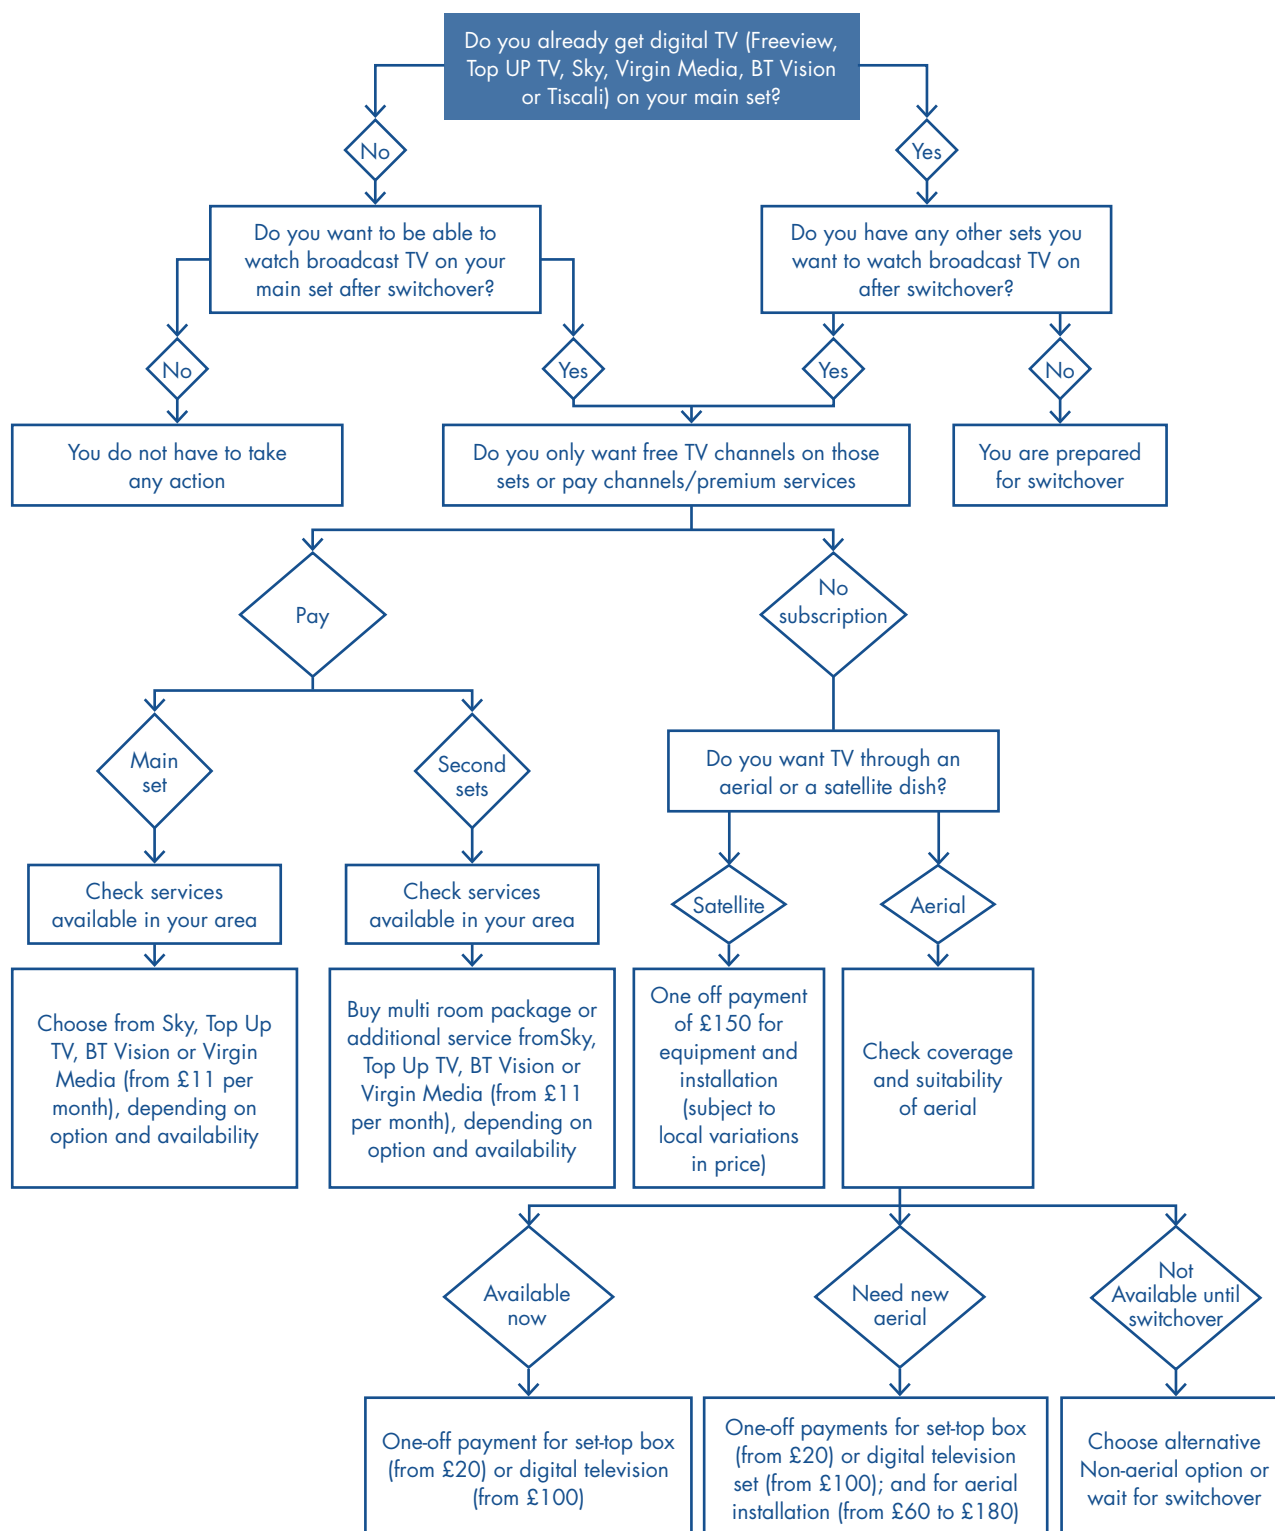 Do you already get digital TV (Freeview,
Top UP TV, Sky, Virgin Media, BT Vision
or Tiscali) on your main set?
No
Yes
Do you want to be able to
watch broadcast TV on your
main set after switchover?
Do you have any other sets you
want to watch broadcast TV on
after switchover?
No
Yes
Yes
No
You do not have to take
any action
Do you only want free TV channels on those
sets or pay channels/premium services
You are prepared
for switchover
Pay
No
subscription
Main
set
Second
sets
Do you want TV through an
aerial or a satellite dish?
Check services
available in your area
Check services
available in your area
Satellite
Aerial
Choose from Sky, Top Up
TV, BT Vision or Virgin
Media (from £11 per
month), depending on
option and availability
Buy multi room package or
additional service fromSky,
Top Up TV, BT Vision or
Virgin Media (from £11
per month), depending on
option and availability
One off payment
of £150 for
equipment and
installation
(subject to
local variations
in price)
Check coverage
and suitability
of aerial
Available
now
Need new
aerial
Not
Available until
switchover
One-off payment for set-top box
(from £20) or digital television
(from £100)
One-off payments for set-top box
(from £20) or digital television
set (from £100); and for aerial
installation (from £60 to £180)
Choose alternative
Non-aerial option or
wait for switchover